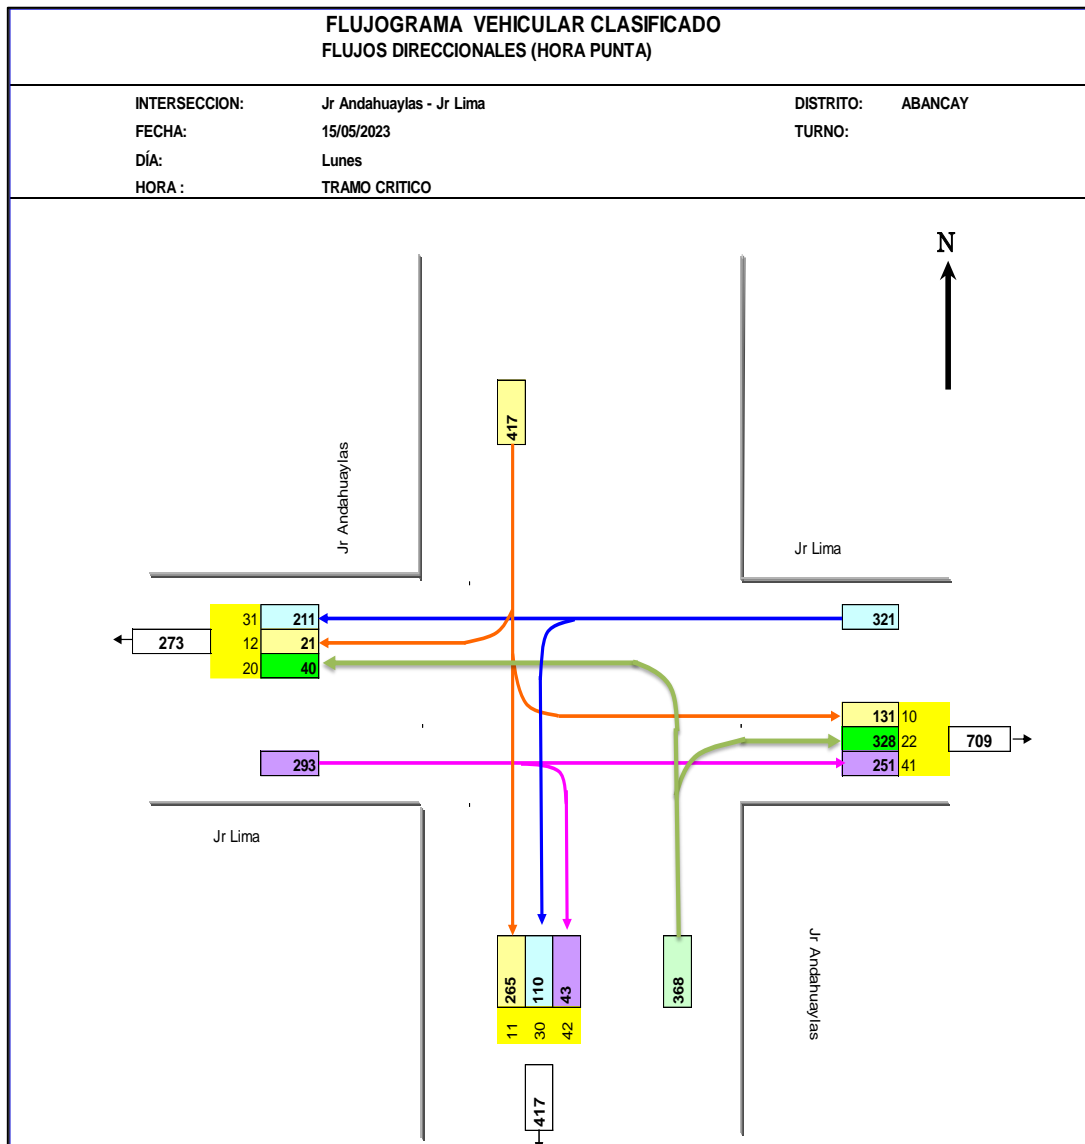 FLUJOGRAMA VEHICULAR CLASIFICADO
FLUJOS DIRECCIONALES (HORA PUNTA)
INTERSECCION: Jr Andahuaylas - Jr Lima DISTRITO: ABANCAY
FECHA: 15/05/2023 TURNO:
DÍA: Lunes
HORA : TRAMO CRITICO
N
417
Jr Andahuaylas
Jr Lima
31 211 321
273 12 21
20 40
131 10
328 22 709
293 251 41
Jr Lima
Jr Andahuaylas
265 110 43 368
11 30 42
417